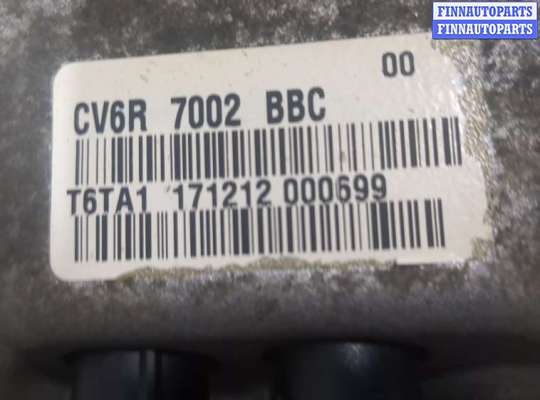 FINNAUTOPARTS
FINNAUTOPARTS
00
CV6R 7002 BBC
T6TA1 171212 000699